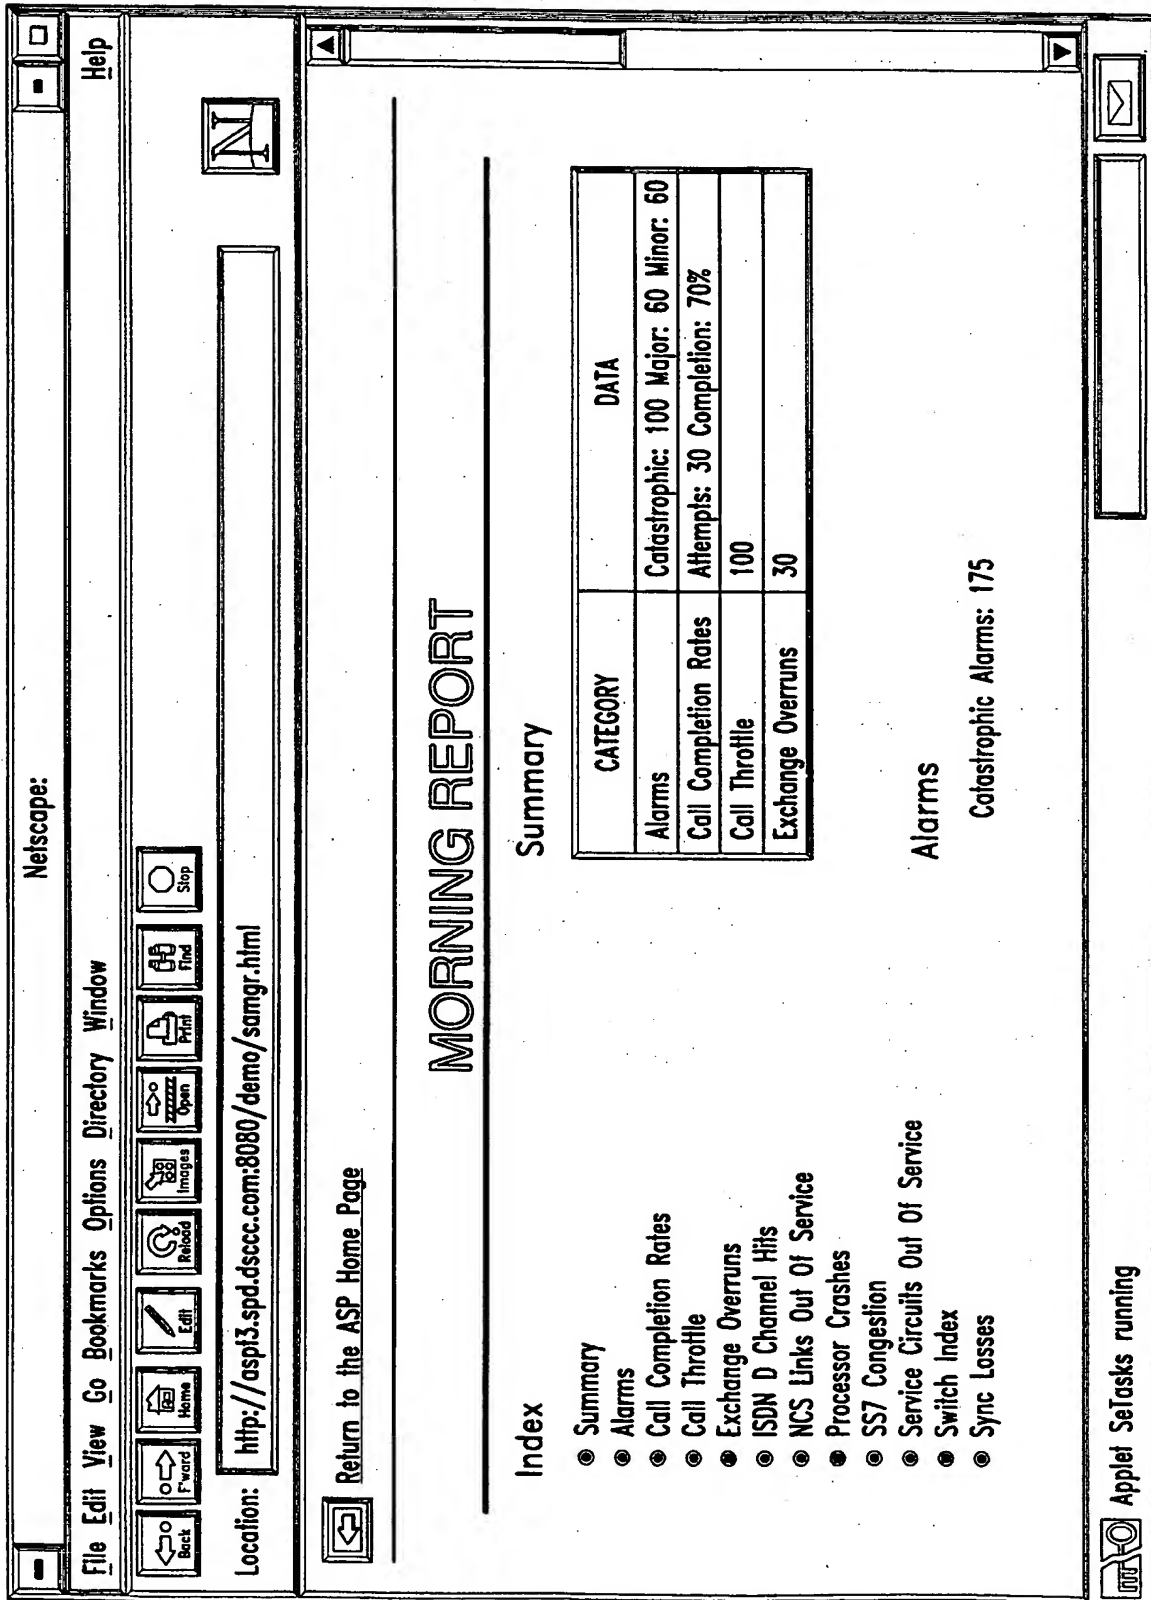 Netscape:
File Edit View Go Bookmarks Options Directory Window Help
Back F'ward Home Edit Reload Images Open Print Find Stop
Location: http://aspt3.spd.dsccc.com:8080/demo/samgr.html
N
Return to the ASP Home Page
MORNING REPORT
Index
Summary
Alarms
Call Completion Rates
Call Throttle
Exchange Overruns
ISDN D Channel Hits
NCS Links Out Of Service
Processor Crashes
SS7 Congestion
Service Circuits Out Of Service
Switch Index
Sync Losses
Summary
CATEGORY DATA
Alarms Catastrophic: 100 Major: 60 Minor: 60
Call Completion Rates Attempts: 30 Completion: 70%
Call Throttle 100
Exchange Overruns 30
Alarms
Catastrophic Alarms: 175
Applet SeTasks running